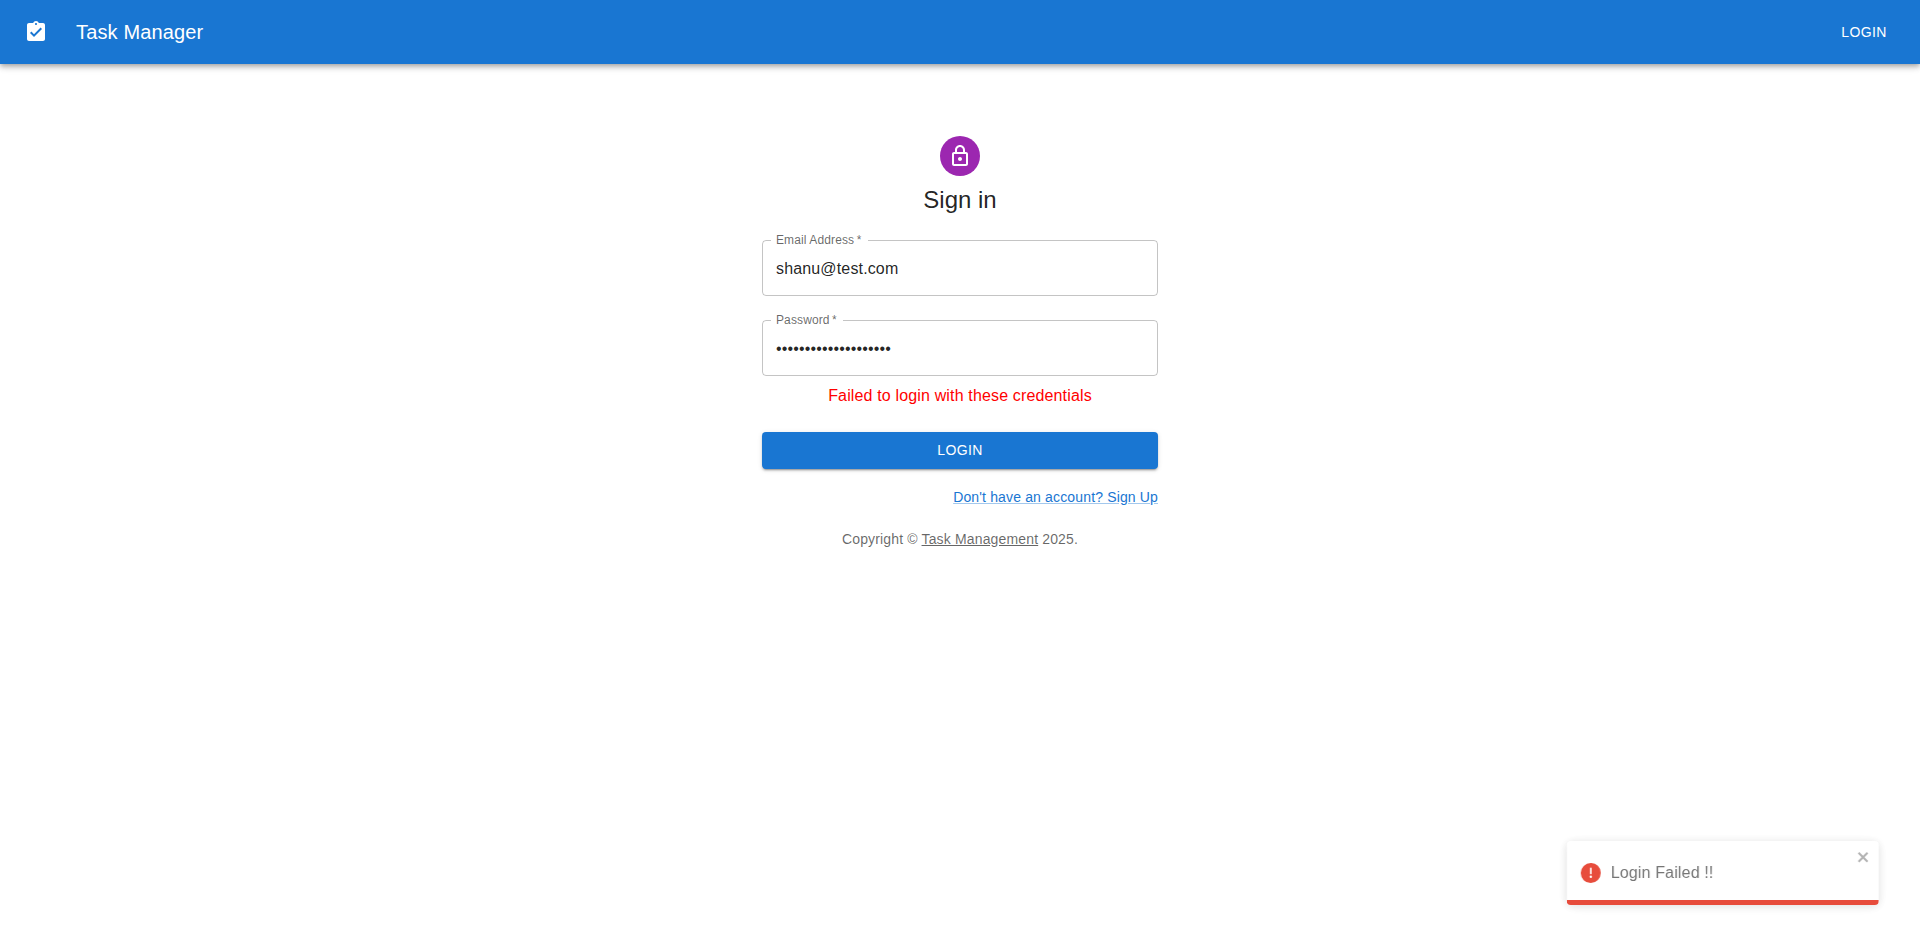 Task Manager
LOGIN
Sign in
Email Address *
shanu@test.com
Password *
••••••••••••••••••••
Failed to login with these credentials
LOGIN
Don't have an account? Sign Up
Copyright © Task Management 2025.
Login Failed !!